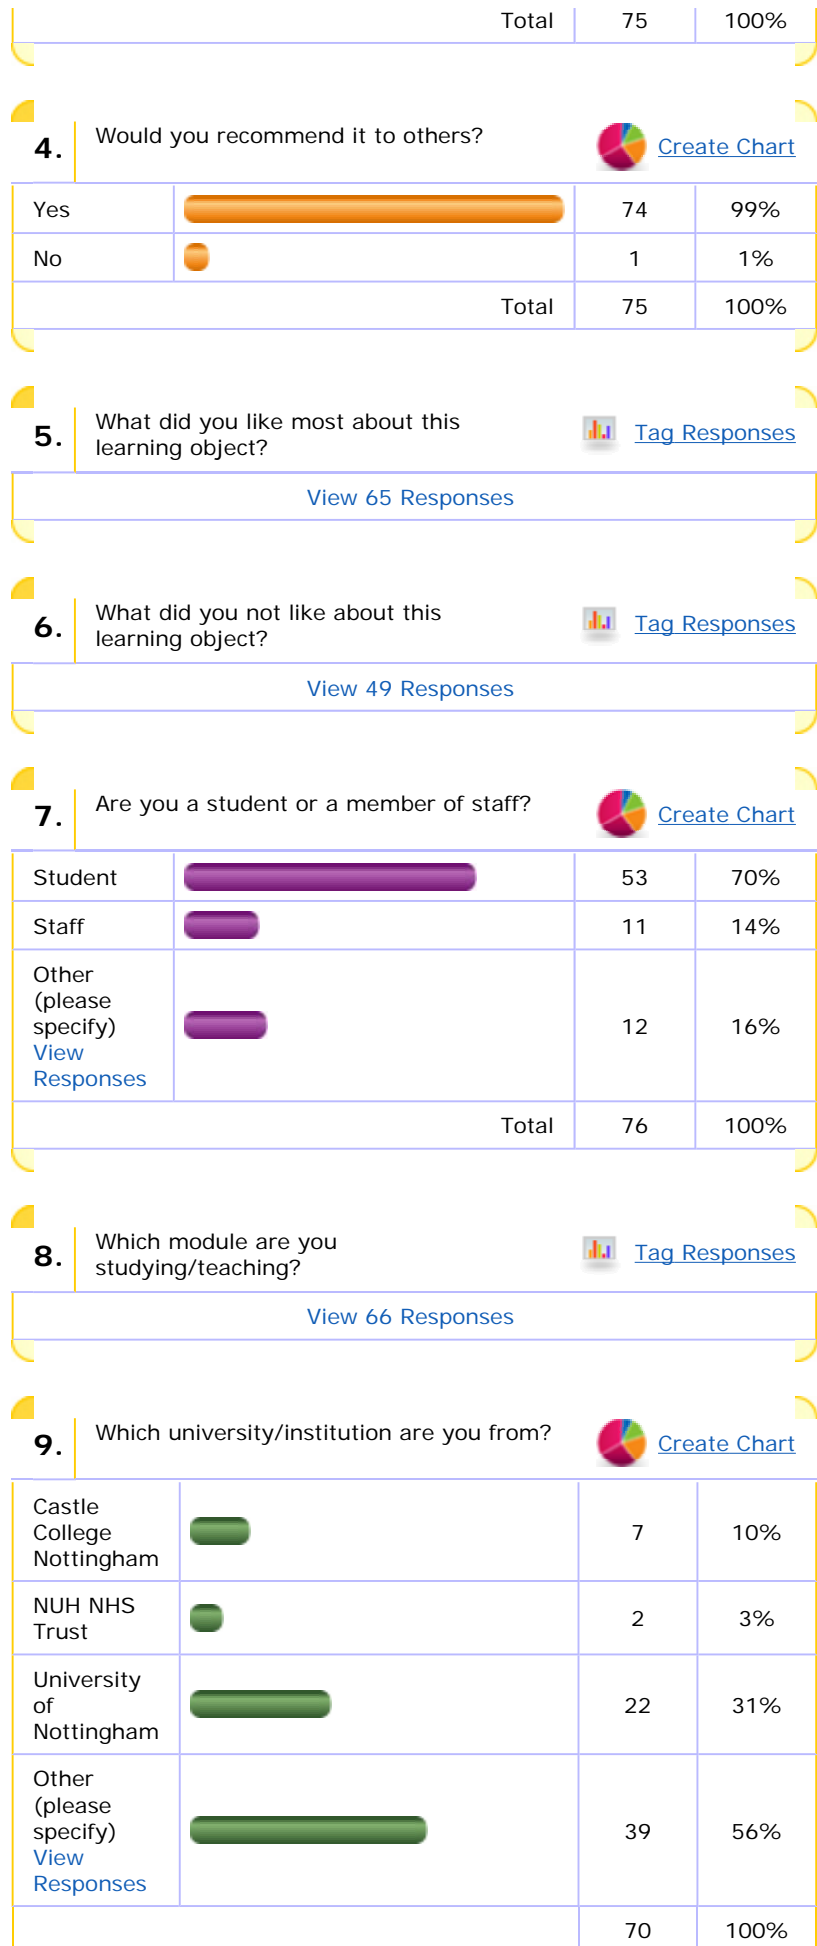 Total 75 100%
4. Would you recommend it to others? Create Chart
Yes 74 99%
No 1 1%
Total 75 100%
5. What did you like most about this
learning object? Tag Responses
View 65 Responses
6. What did you not like about this
learning object? Tag Responses
View 49 Responses
7. Are you a student or a member of staff? Create Chart
Student 53 70%
Staff 11 14%
Other
(please
specify)
View
Responses 12 16%
Total 76 100%
8. Which module are you
studying/teaching? Tag Responses
View 66 Responses
9. Which university/institution are you from? Create Chart
Castle
College
Nottingham 7 10%
NUH NHS
Trust 2 3%
University
of
Nottingham 22 31%
Other
(please
specify)
View
Responses 39 56%
70 100%